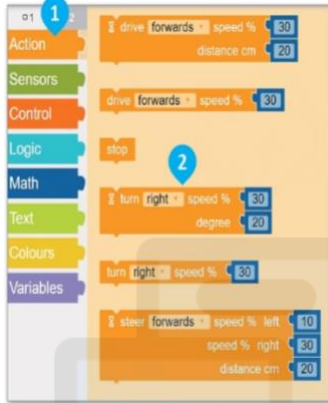 1 2
1
Action
Sensors
Control
Logic
Math
Text
Colours
Variables
drive forwards speed % 30
distance cm 20
drive forwards speed % 30
stop
2
turn right speed % 30
degree 20
turn right speed % 30
steer forwards speed % left 10
speed % right 30
distance cm 20